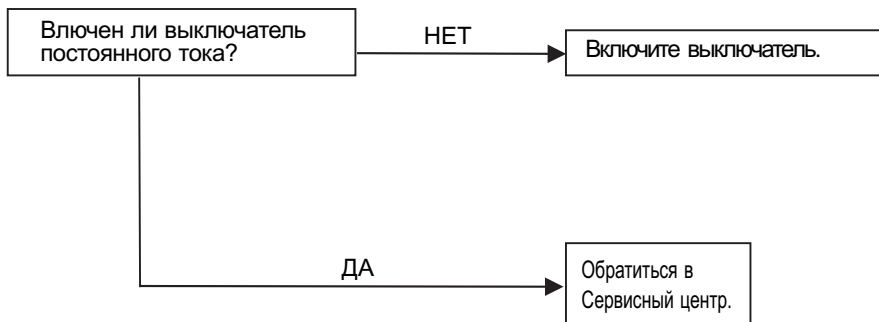 Влючен ли выключатель
постоянного тока?
НЕТ
Включите выключатель.
ДА
Обратиться в
Сервисный центр.